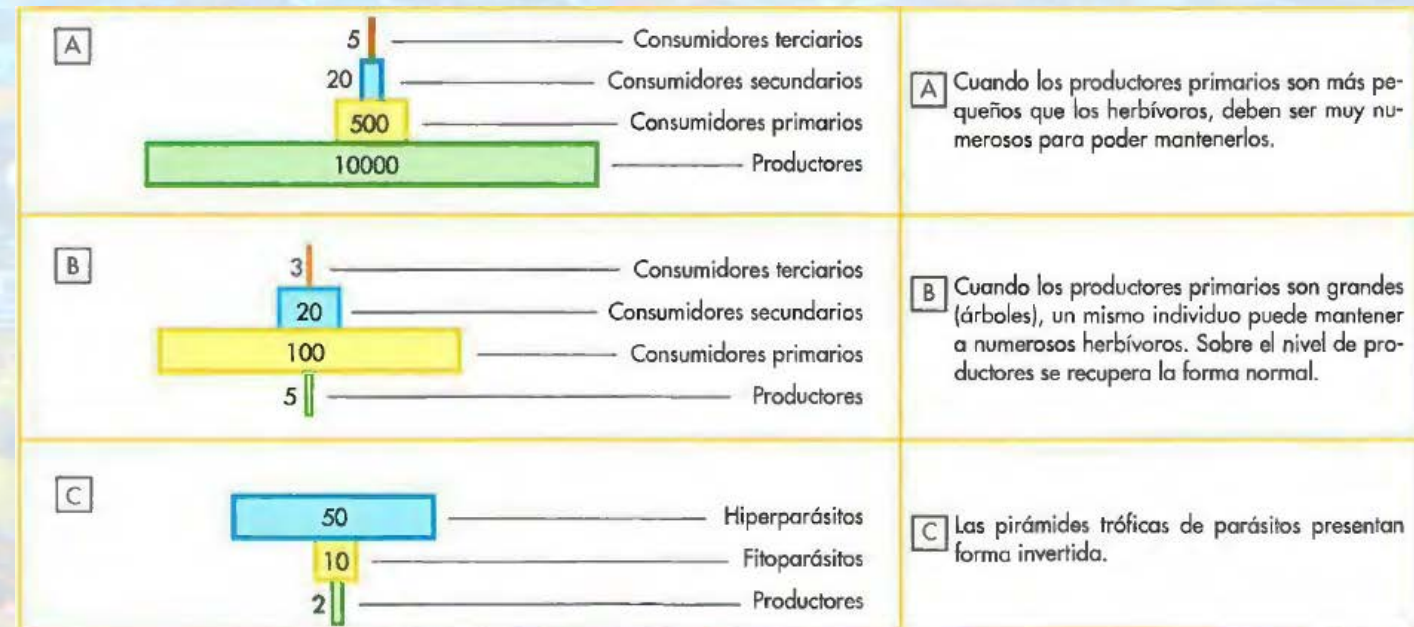 A
5 Consumidores terciarios
20 Consumidores secundarios
500 Consumidores primarios
10000 Productores
A Cuando los productores primarios son más pe-
queños que los herbívoros, deben ser muy nu-
merosos para poder mantenerlos.
B
3 Consumidores terciarios
20 Consumidores secundarios
100 Consumidores primarios
5 Productores
B Cuando los productores primarios son grandes
(árboles), un mismo individuo puede mantener
a numerosos herbívoros. Sobre el nivel de pro-
ductores se recupera la forma normal.
C
50 Hiperparásitos
10 Fitoparásitos
2 Productores
C Las pirámides tróficas de parásitos presentan
forma invertida.